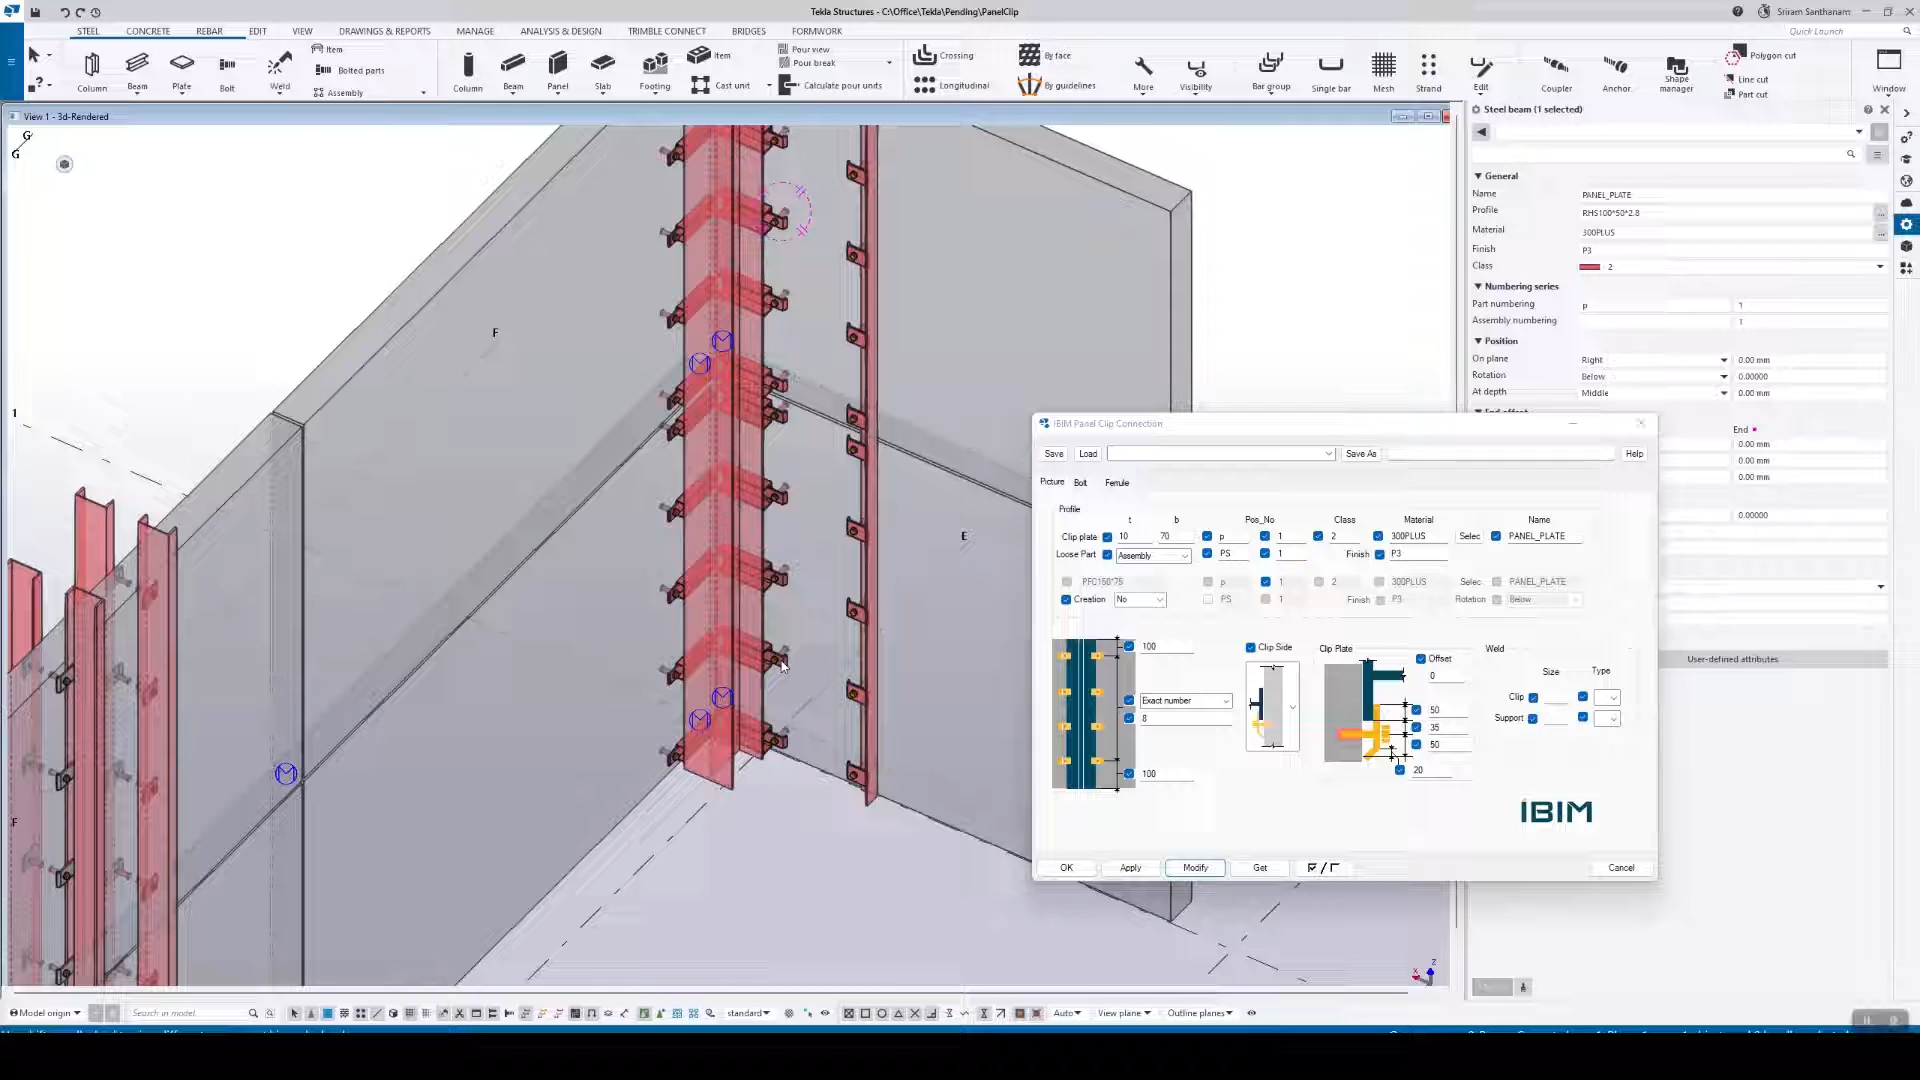 Tekla Structures - C:\Office\Tekla\Pending\PanelClip
Sriram Santhanam
STEEL CONCRETE REBAR EDIT VIEW DRAWINGS & REPORTS MANAGE ANALYSIS & DESIGN TRIMBLE CONNECT BRIDGES FORMWORK
Quick Launch
Column Beam Plate Bolt Weld
Item
Bolted parts
Assembly
Column Beam Panel Slab Footing
Item
Cast unit
Pour view
Pour break
Calculate pour units
Crossing
Longitudinal
By face
By guidelines
More Visibility Bar group Single bar Mesh Strand Edit Coupler Anchor Shape manager
Polygon cut
Line cut
Part cut
Window
View 1 - 3d-Rendered
G
G
F
E
1
F
Steel beam (1 selected)
General
Name PANEL_PLATE
Profile RHS100*50*2.8
Material 300PLUS
Finish P3
Class 2
Numbering series
Part numbering p 1
Assembly numbering 1
Position
On plane Right 0.00 mm
Rotation Below 0.00000
At depth Middle 0.00 mm
End offset
End
0.00 mm
0.00 mm
0.00 mm
0.00000
User-defined attributes
IBIM Panel Clip Connection
Save Load Save As Help
Picture Bolt Ferrule
Profile
t b Pos_No Class Material Name
Clip plate 10 70 p 1 2 300PLUS Selec PANEL_PLATE
Loose Part Assembly PS 1 Finish P3
PFC150*75 p 1 2 300PLUS Selec PANEL_PLATE
Creation No PS 1 Finish P3 Rotation Below
100
Exact number
8
100
Clip Side
Clip Plate
Offset
0
50
35
50
20
Weld
Size Type
Clip
Support
IBIM
OK Apply Modify Get Cancel
Z
X
Model origin
Search in model
standard
Auto
View plane
Outline planes